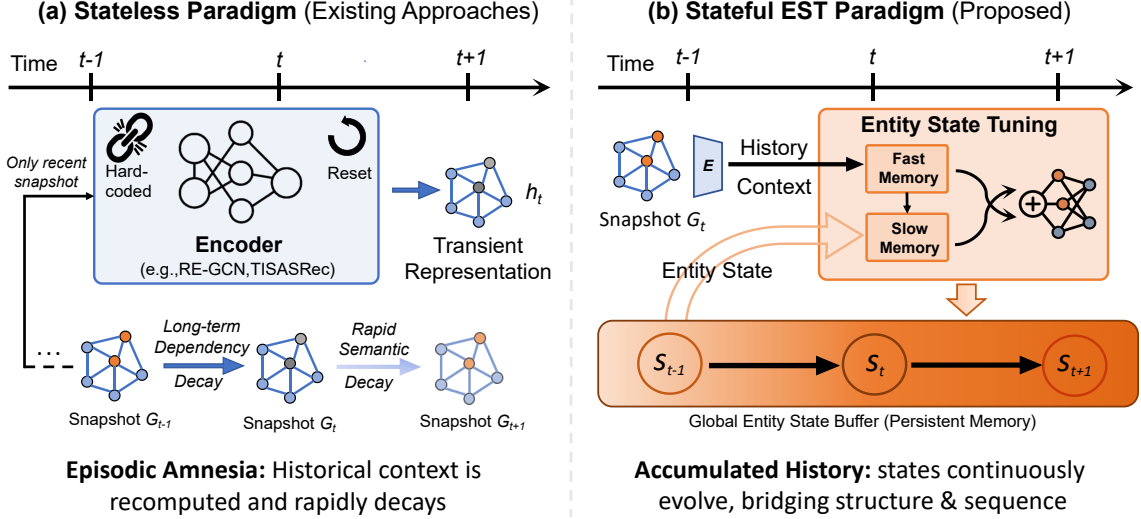 (a) Stateless Paradigm (Existing Approaches)
Time
t-1
t
t+1
Only recent
snapshot
Hard-
coded
Reset
Encoder
(e.g.,RE-GCN,TISASRec)
h_t
Transient
Representation
...
Long-term
Dependency
Decay
Rapid
Semantic
Decay
Snapshot G_{t-1}
Snapshot G_t
Snapshot G_{t+1}
Episodic Amnesia: Historical context is
recomputed and rapidly decays
(b) Stateful EST Paradigm (Proposed)
Time
t-1
t
t+1
Snapshot G_t
E
History
Context
Entity State Tuning
Fast
Memory
Slow
Memory
+
Entity State
S_{t-1}
S_t
S_{t+1}
Global Entity State Buffer (Persistent Memory)
Accumulated History: states continuously
evolve, bridging structure & sequence